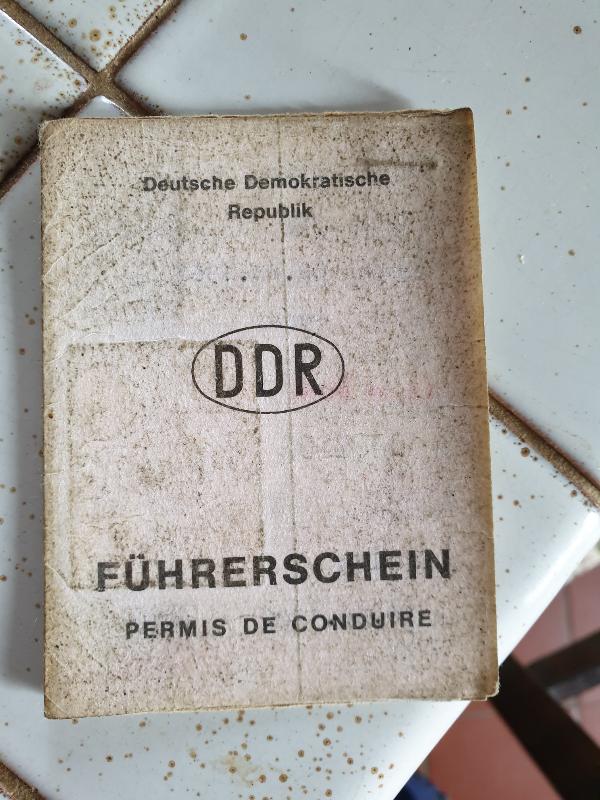 Deutsche Demokratische
Republik
DDR
FÜHRERSCHEIN
PERMIS DE CONDUIRE